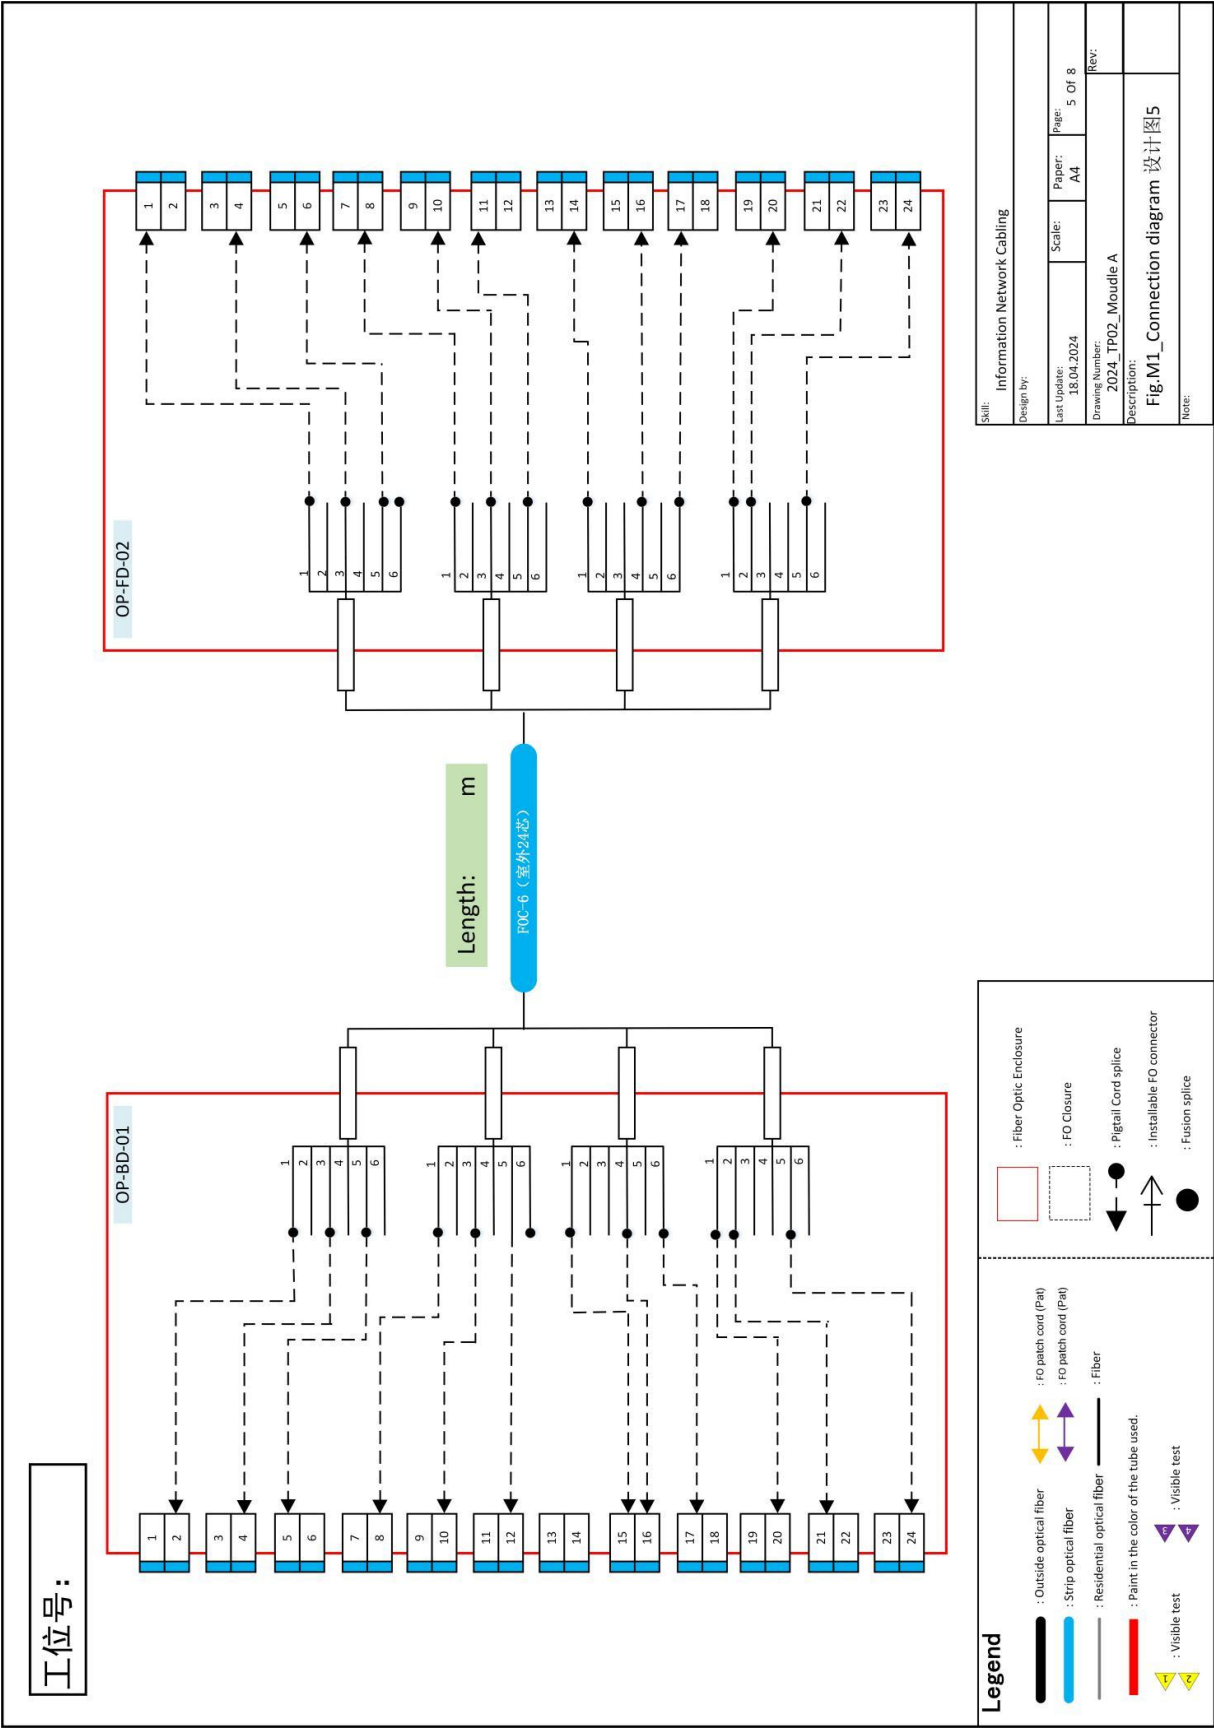 工位号:
OP-BD-01
1 2
3 4
5 6
7 8
9 10
11 12
13 14
15 16
17 18
19 20
21 22
23 24
1 2 3 4 5 6
1 2 3 4 5 6
1 2 3 4 5 6
1 2 3 4 5 6
Length: m
FOC-6（室外24芯）
OP-FD-02
1 2 3 4 5 6
1 2 3 4 5 6
1 2 3 4 5 6
1 2 3 4 5 6
1 2
3 4
5 6
7 8
9 10
11 12
13 14
15 16
17 18
19 20
21 22
23 24
Legend
: Outside optical fiber
: Strip optical fiber
: Residential optical fiber
: Paint in the color of the tube used.
1
2
: Visible test
3
4
: Visible test
: FO patch cord (Pat)
: FO patch cord (Pat)
: Fiber
: Fiber Optic Enclosure
: FO Closure
: Pigtail Cord splice
: Installable FO connector
: Fusion splice
Skill:
Information Network Cabling
Design by:
Last Update:
18.04.2024
Scale:
Paper:
A4
Page:
5 Of 8
Drawing Number:
2024_TP02_Moudle A
Rev:
Description:
Fig.M1_Connection diagram 设计图5
Note: